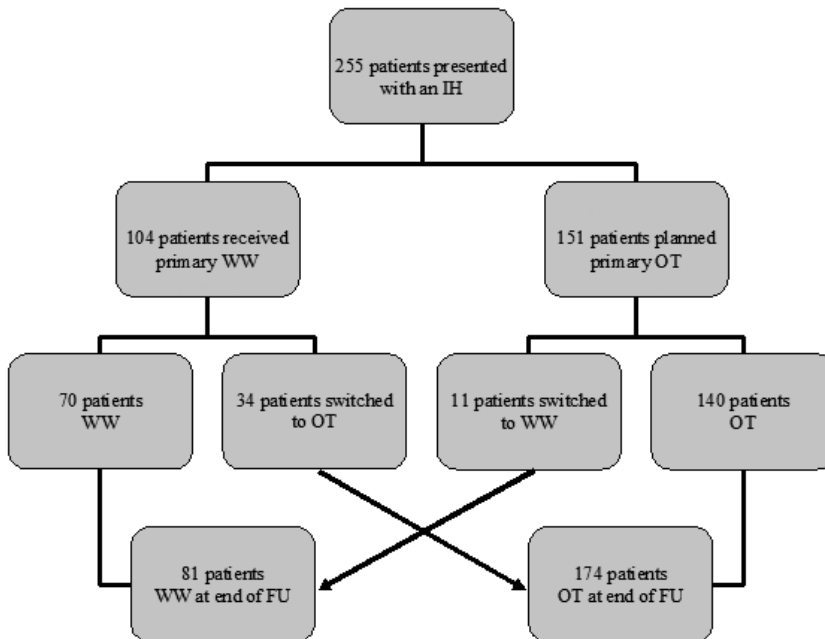 255 patients presented
with an IH
104 patients received
primary WW
151 patients planned
primary OT
70 patients
WW
34 patients switched
to OT
11 patients switched
to WW
140 patients
OT
81 patients
WW at end of FU
174 patients
OT at end of FU